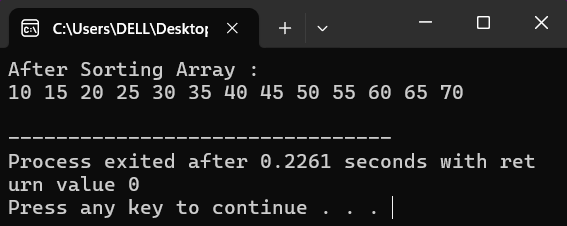 C:\Users\DELL\Desktop
After Sorting Array :
10 15 20 25 30 35 40 45 50 55 60 65 70
--------------------------------
Process exited after 0.2261 seconds with ret
urn value 0
Press any key to continue . . .